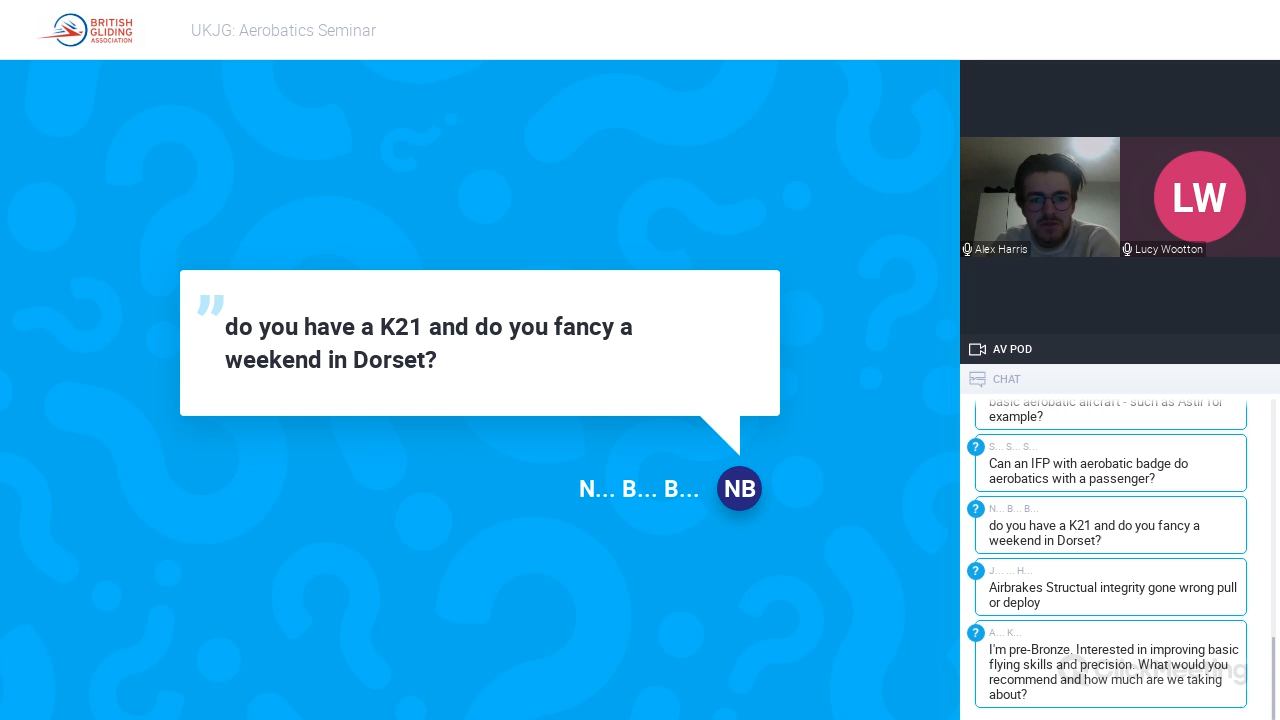 BRITISH
GLIDING
ASSOCIATION
UKJG: Aerobatics Seminar
do you have a K21 and do you fancy a
weekend in Dorset?
N... B... B...
NB
LW
Alex Harris
Lucy Wootton
AV POD
CHAT
basic aerobatic aircraft - such as Astir for
example?
?
S... S... S...
Can an IFP with aerobatic badge do
aerobatics with a passenger?
?
N... B... B...
do you have a K21 and do you fancy a
weekend in Dorset?
?
J... ... H...
Airbrakes Structual integrity gone wrong pull
or deploy
?
A... K...
I'm pre-Bronze. Interested in improving basic
flying skills and precision. What would you
recommend and how much are we taking
about?
ClickMeeting